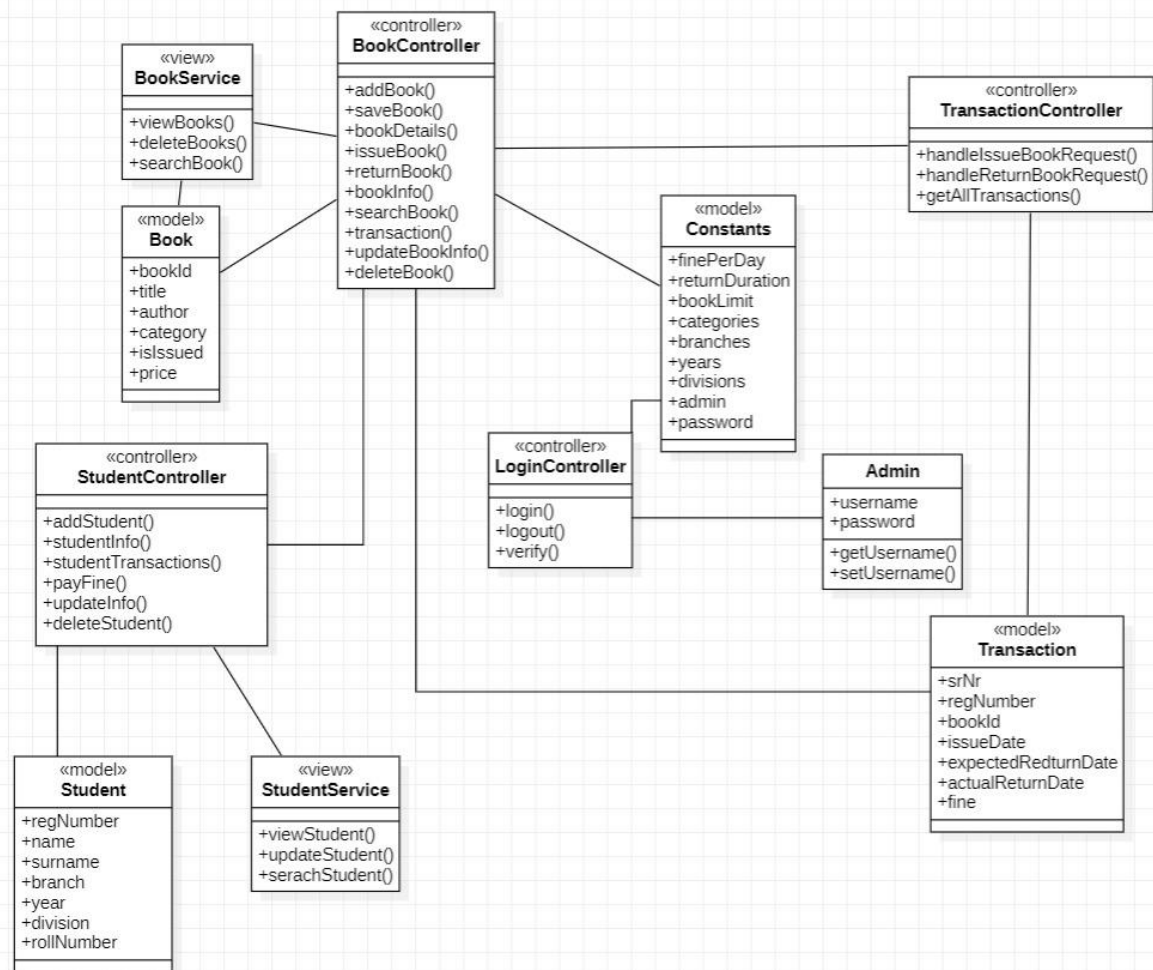 «view»
BookService
+viewBooks()
+deleteBooks()
+searchBook()
«controller»
BookController
+addBook()
+saveBook()
+bookDetails()
+issueBook()
+returnBook()
+bookInfo()
+searchBook()
+transaction()
+updateBookInfo()
+deleteBook()
«controller»
TransactionController
+handleIssueBookRequest()
+handleReturnBookRequest()
+getAllTransactions()
«model»
Book
+bookId
+title
+author
+category
+isIssued
+price
«model»
Constants
+finePerDay
+returnDuration
+bookLimit
+categories
+branches
+years
+divisions
+admin
+password
«controller»
StudentController
+addStudent()
+studentInfo()
+studentTransactions()
+payFine()
+updateInfo()
+deleteStudent()
«controller»
LoginController
+login()
+logout()
+verify()
Admin
+username
+password
+getUsername()
+setUsername()
«model»
Transaction
+srNr
+regNumber
+bookId
+issueDate
+expectedRedturnDate
+actualReturnDate
+fine
«model»
Student
+regNumber
+name
+surname
+branch
+year
+division
+rollNumber
«view»
StudentService
+viewStudent()
+updateStudent()
+serachStudent()